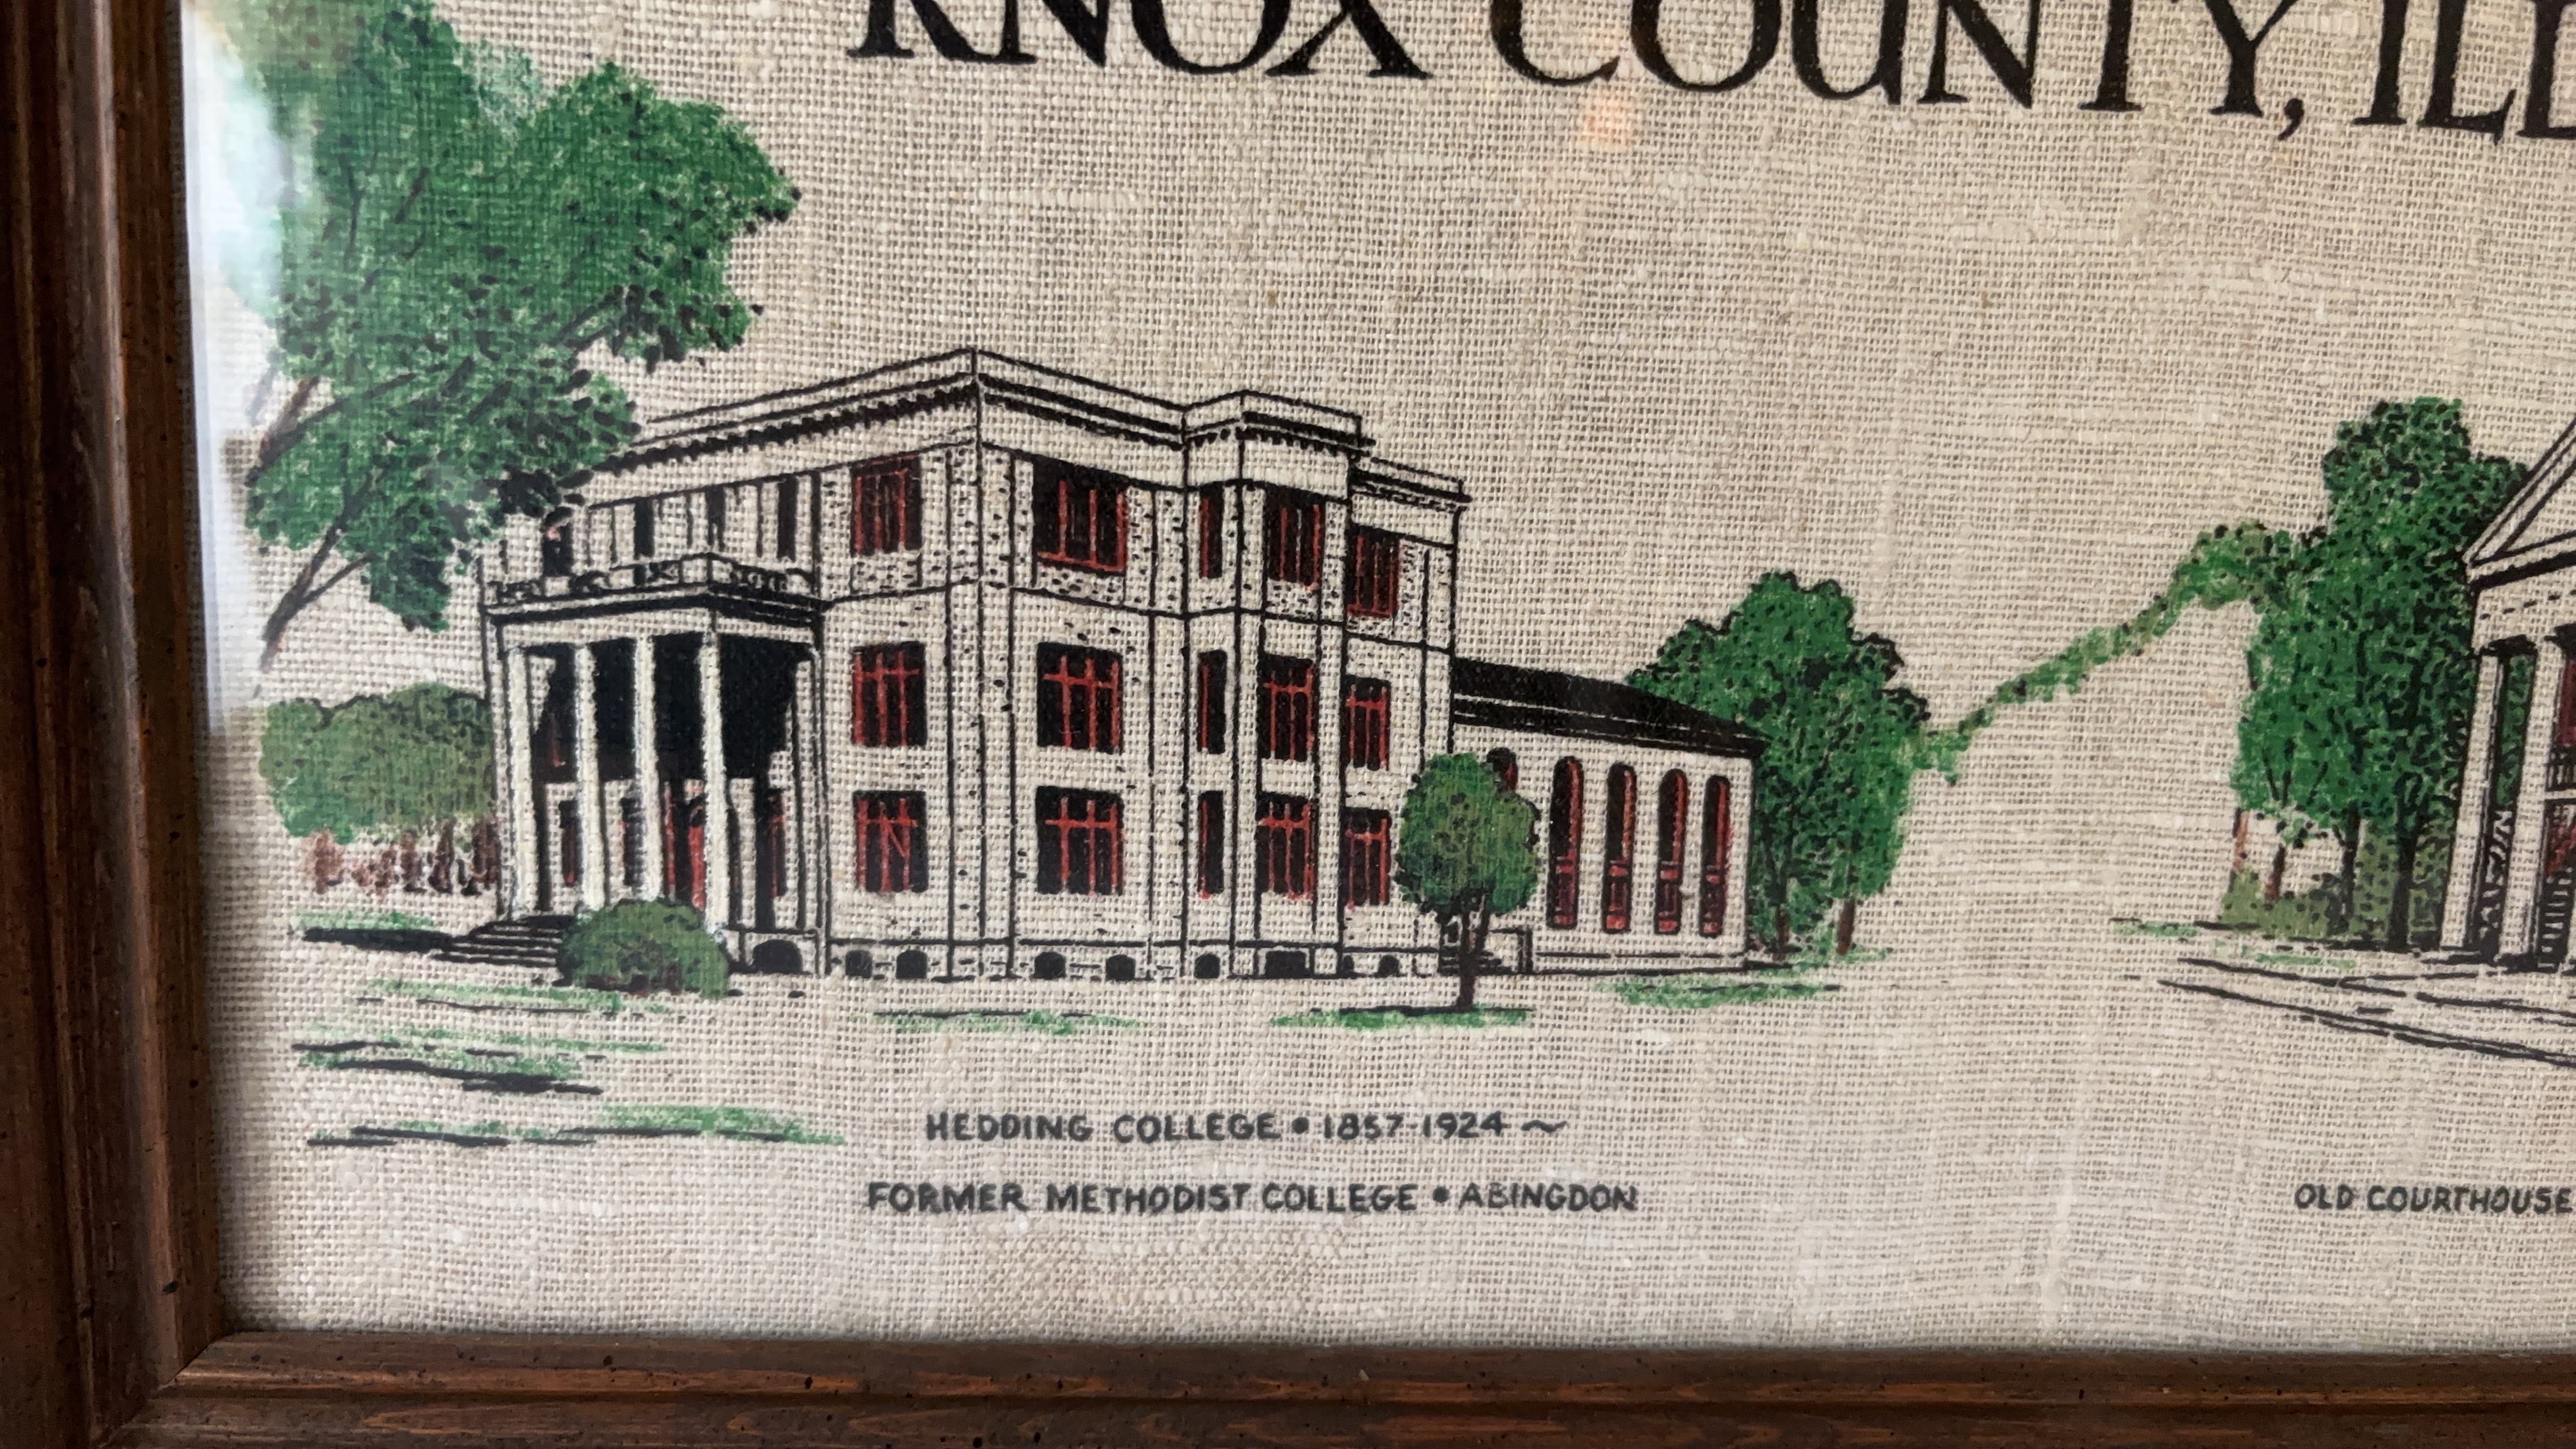 KNOX COUNTY, ILL
HEDDING COLLEGE • 1857-1924 ~
FORMER METHODIST COLLEGE • ABINGDON
OLD COURTHOUSE